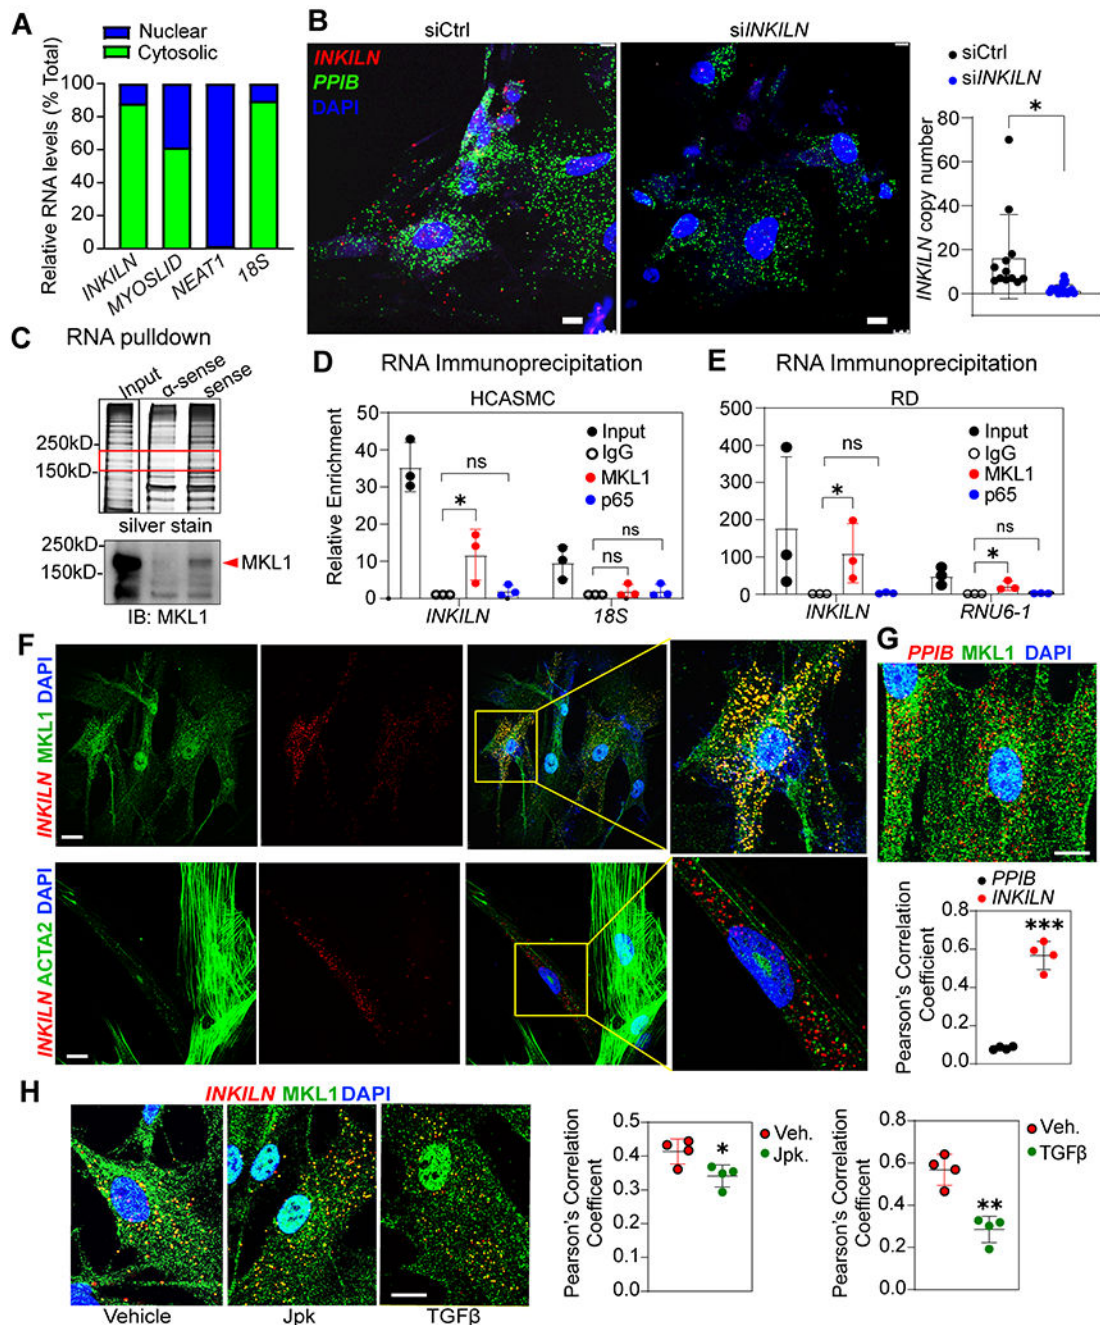 A
Nuclear
Cytosolic
Relative RNA levels (% Total)
100
80
60
40
20
0
INKILN
MYOSLID
NEAT1
18S
B
siCtrl
siINKILN
INKILN
PPIB
DAPI
siCtrl
siINKILN
INKILN copy number
80
60
40
20
0
*
C
RNA pulldown
Input
α-sense
sense
250kD
150kD
silver stain
250kD
150kD
MKL1
IB: MKL1
D
RNA Immunoprecipitation
HCASMC
Relative Enrichment
50
40
30
20
10
0
Input
IgG
MKL1
p65
ns
*
ns
ns
INKILN
18S
E
RNA Immunoprecipitation
RD
500
400
300
200
100
0
Input
IgG
MKL1
p65
ns
*
ns
*
INKILN
RNU6-1
F
INKILN MKL1 DAPI
INKILN ACTA2 DAPI
G
PPIB MKL1 DAPI
PPIB
INKILN
Pearson's Correlation
Coefficient
0.8
0.6
0.4
0.2
0.0
***
H
INKILN MKL1 DAPI
Vehicle
Jpk
TGFβ
Pearson's Correlation
Coefficent
0.5
0.4
0.3
0.2
0.1
0.0
Veh.
Jpk.
*
Pearson's Correlation
Coefficient
0.8
0.6
0.4
0.2
0.0
Veh.
TGFβ
**